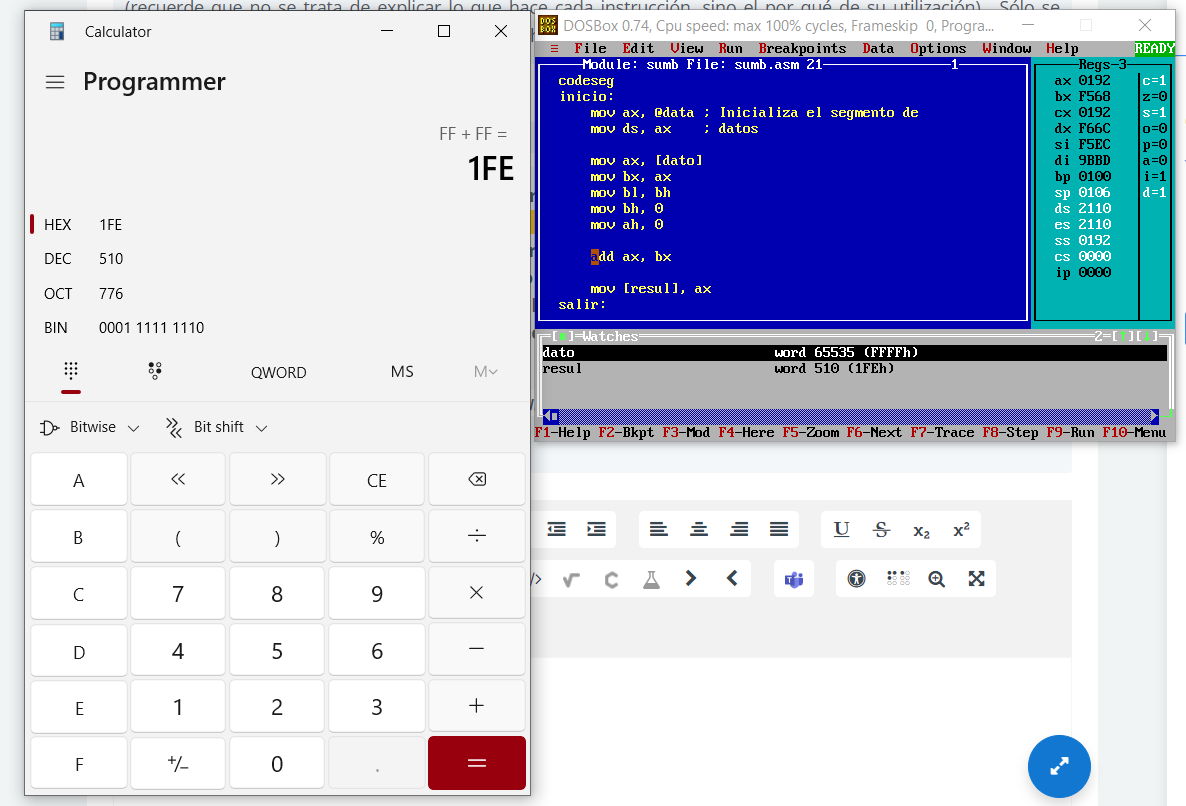 (recuerde que no se trata de explicar lo que hace cada instrucción, sino el por qué de su utilización). Sólo se
Calculator
Programmer
FF + FF =
1FE
HEX 1FE
DEC 510
OCT 776
BIN 0001 1111 1110
QWORD MS M
Bitwise Bit shift
A << >> CE
B ( ) % ÷
C 7 8 9 ×
D 4 5 6 −
E 1 2 3 +
F +/− 0 . =
DOSBox 0.74, Cpu speed: max 100% cycles, Frameskip 0, Progra...
≡ File Edit View Run Breakpoints Data Options Window Help READY
Module: sumb File: sumb.asm 21 1
codeseg
inicio:
mov ax, @data ; Inicializa el segmento de
mov ds, ax ; datos
mov ax, [dato]
mov bx, ax
mov bl, bh
mov bh, 0
mov ah, 0
add ax, bx
mov [resul], ax
salir:
Regs-3
ax 0192 c=1
bx F568 z=0
cx 0192 s=1
dx F66C o=0
si F5EC p=0
di 9BBD a=0
bp 0100 i=1
sp 0106 d=1
ds 2110
es 2110
ss 0192
cs 0000
ip 0000
Watches 2
dato word 65535 (FFFFh)
resul word 510 (1FEh)
F1-Help F2-Bkpt F3-Mod F4-Here F5-Zoom F6-Next F7-Trace F8-Step F9-Run F10-Menu
U S x₂ x²